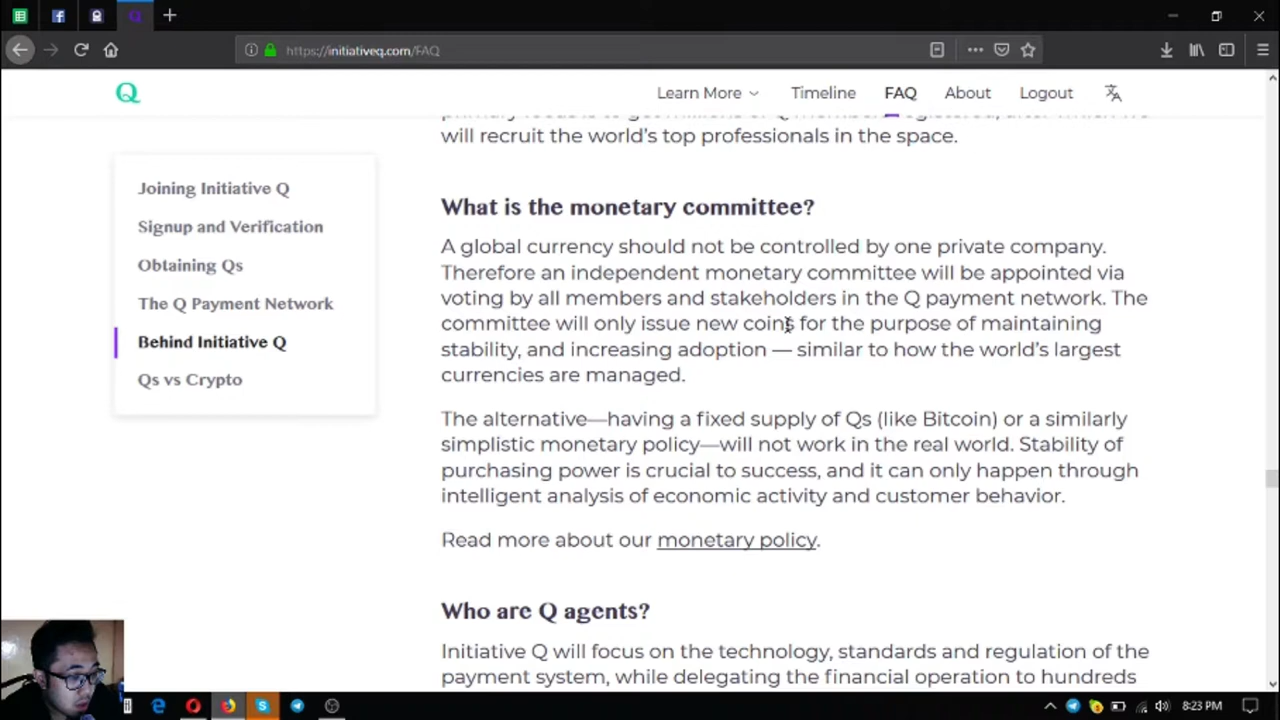 https://initiativeq.com/FAQ
Q
Learn More
Timeline
FAQ
About
Logout
will recruit the world's top professionals in the space.
Joining Initiative Q
Signup and Verification
Obtaining Qs
The Q Payment Network
Behind Initiative Q
Qs vs Crypto
What is the monetary committee?
A global currency should not be controlled by one private company.
Therefore an independent monetary committee will be appointed via
voting by all members and stakeholders in the Q payment network. The
committee will only issue new coins for the purpose of maintaining
stability, and increasing adoption — similar to how the world's largest
currencies are managed.
The alternative—having a fixed supply of Qs (like Bitcoin) or a similarly
simplistic monetary policy—will not work in the real world. Stability of
purchasing power is crucial to success, and it can only happen through
intelligent analysis of economic activity and customer behavior.
Read more about our monetary policy.
Who are Q agents?
Initiative Q will focus on the technology, standards and regulation of the
payment system, while delegating the financial operation to hundreds
8:23 PM